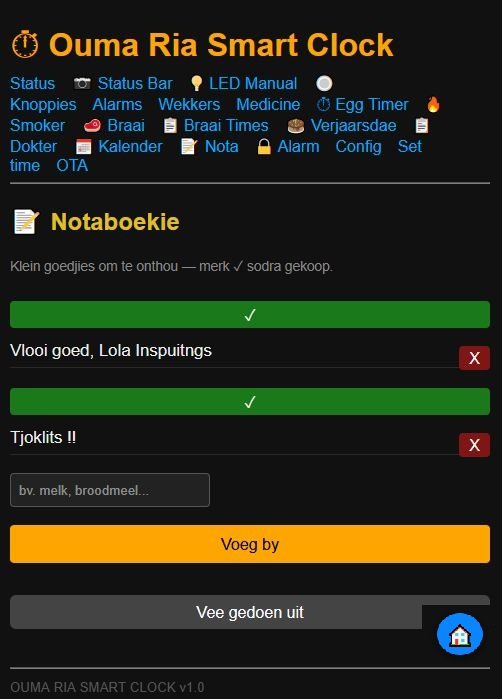 ⏱ Ouma Ria Smart Clock
Status 📷 Status Bar 💡 LED Manual ⚪
Knoppies Alarms Wekkers Medicine ⏱ Egg Timer 🔥
Smoker 🥩 Braai 📋 Braai Times 🎂 Verjaarsdae 📋
Dokter 📅 Kalender 📝 Nota 🔒 Alarm Config Set
time OTA
📝 Notaboekie
Klein goedjies om te onthou — merk ✓ sodra gekoop.
✓
Vlooi goed, Lola Inspuitngs
X
✓
Tjoklits !!
X
bv. melk, broodmeel...
Voeg by
Vee gedoen uit
OUMA RIA SMART CLOCK v1.0